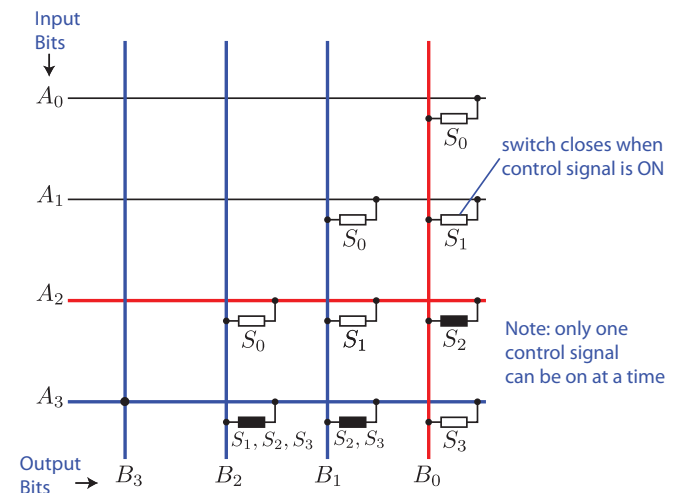 Input
Bits
A₀
S₀
switch closes when
control signal is ON
A₁
S₀
S₁
A₂
S₀
S₁
S₂
Note: only one
control signal
can be on at a time
A₃
S₁, S₂, S₃
S₂, S₃
S₃
Output
Bits
B₃
B₂
B₁
B₀